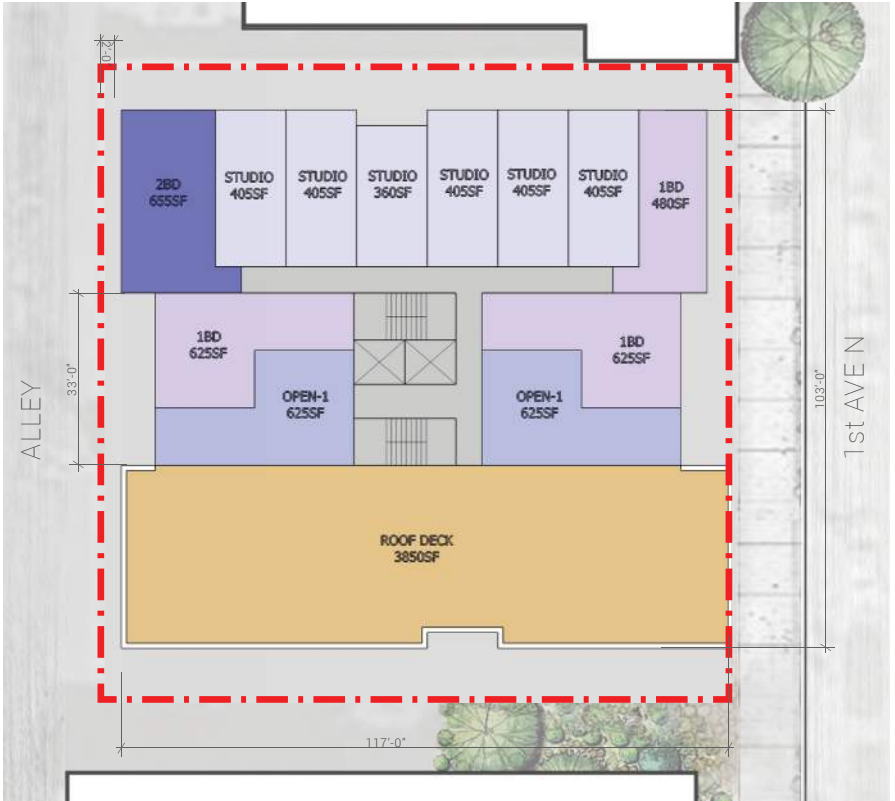 2'-0"
2BD
655SF
STUDIO
405SF
STUDIO
405SF
STUDIO
360SF
STUDIO
405SF
STUDIO
405SF
STUDIO
405SF
1BD
480SF
1BD
625SF
1BD
625SF
OPEN-1
625SF
OPEN-1
625SF
33'-0"
ALLEY
103'-0"
1st AVE N
ROOF DECK
3850SF
117'-0"